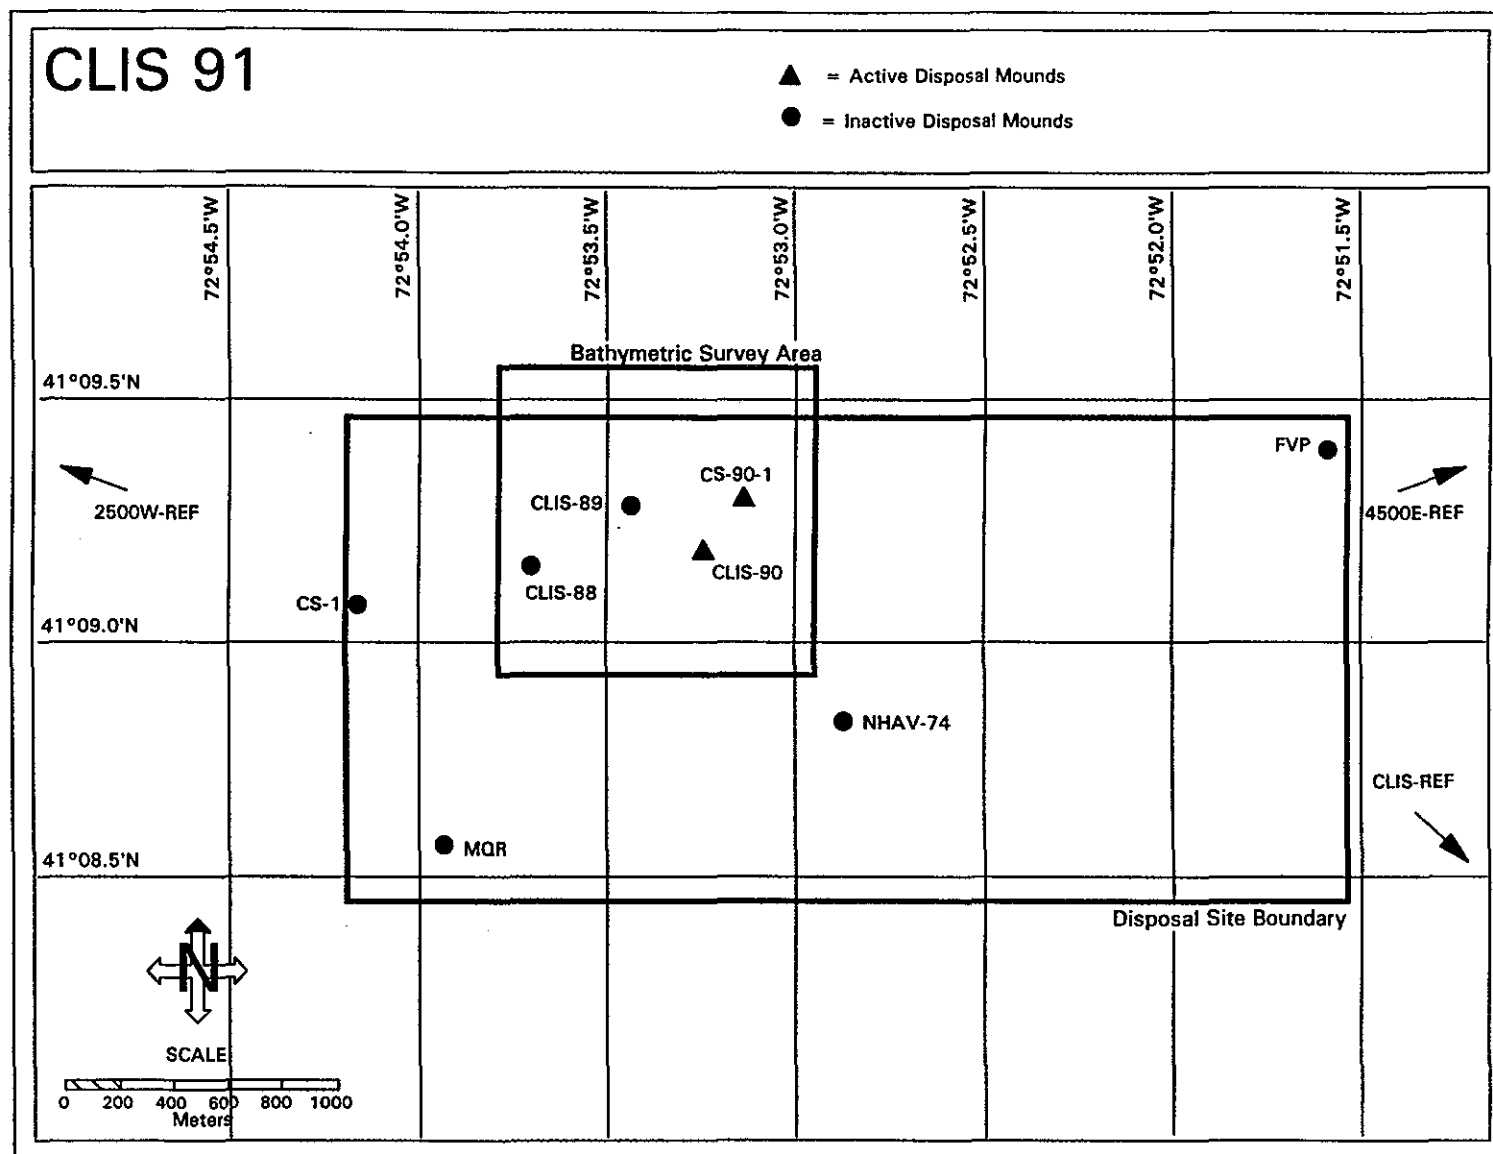 CLIS 91
▲ = Active Disposal Mounds
● = Inactive Disposal Mounds
72°54.5'W
72°54.0'W
72°53.5'W
72°53.0'W
72°52.5'W
72°52.0'W
72°51.5'W
Bathymetric Survey Area
41°09.5'N
FVP
CS-90-1
CLIS-89
2500W-REF
4500E-REF
CLIS-90
CLIS-88
CS-1
41°09.0'N
NHAV-74
CLIS-REF
MQR
41°08.5'N
Disposal Site Boundary
N
SCALE
0 200 400 600 800 1000
Meters